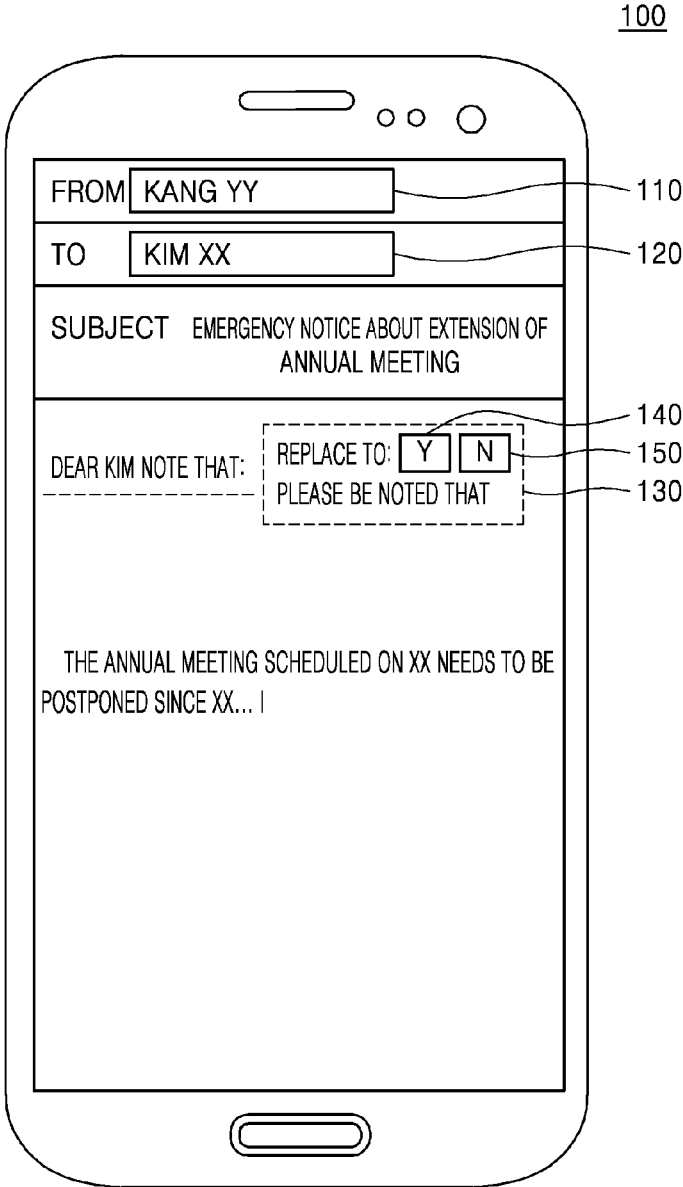 100
FROM KANG YY
110
TO KIM XX
120
SUBJECT EMERGENCY NOTICE ABOUT EXTENSION OF
ANNUAL MEETING
140
DEAR KIM NOTE THAT:
REPLACE TO: Y N
150
PLEASE BE NOTED THAT
130
THE ANNUAL MEETING SCHEDULED ON XX NEEDS TO BE
POSTPONED SINCE XX... |